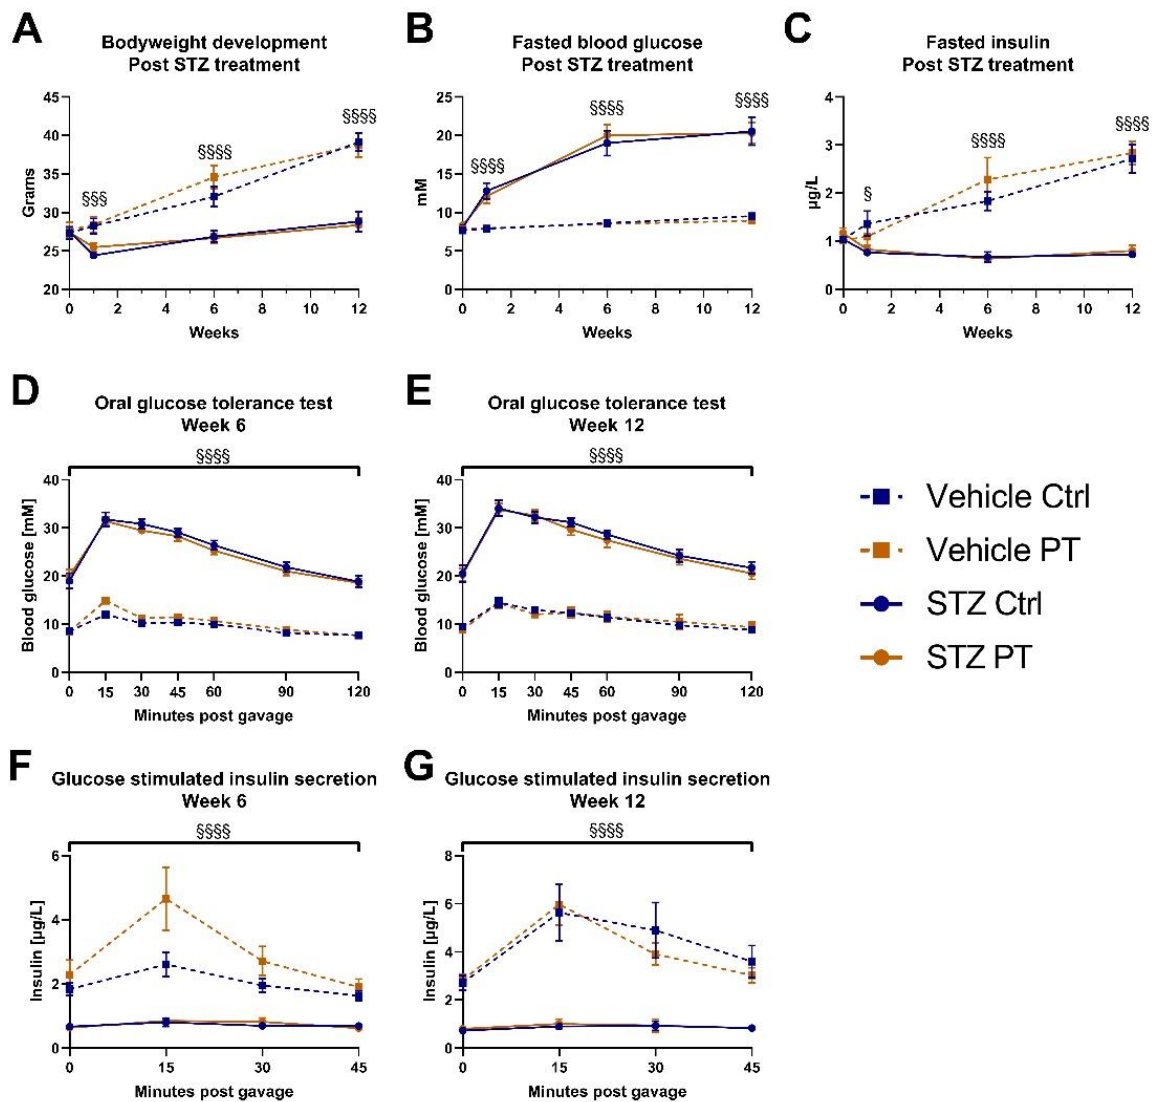 A
Bodyweight development
Post STZ treatment
45
40
35
30
25
20
Grams
§§§
§§§§
§§§§
0 2 4 6 8 10 12
Weeks
B
Fasted blood glucose
Post STZ treatment
25
20
15
10
5
0
mM
§§§§
§§§§
§§§§
0 2 4 6 8 10 12
Weeks
C
Fasted insulin
Post STZ treatment
4
3
2
1
0
µg/L
§
§§§§
§§§§
0 2 4 6 8 10 12
Weeks
D
Oral glucose tolerance test
Week 6
§§§§
40
30
20
10
0
Blood glucose [mM]
0 15 30 45 60 90 120
Minutes post gavage
E
Oral glucose tolerance test
Week 12
§§§§
40
30
20
10
0
Blood glucose [mM]
0 15 30 45 60 90 120
Minutes post gavage
Vehicle Ctrl
Vehicle PT
STZ Ctrl
STZ PT
F
Glucose stimulated insulin secretion
Week 6
§§§§
6
4
2
0
Insulin [µg/L]
0 15 30 45
Minutes post gavage
G
Glucose stimulated insulin secretion
Week 12
§§§§
8
6
4
2
0
Insulin [µg/L]
0 15 30 45
Minutes post gavage